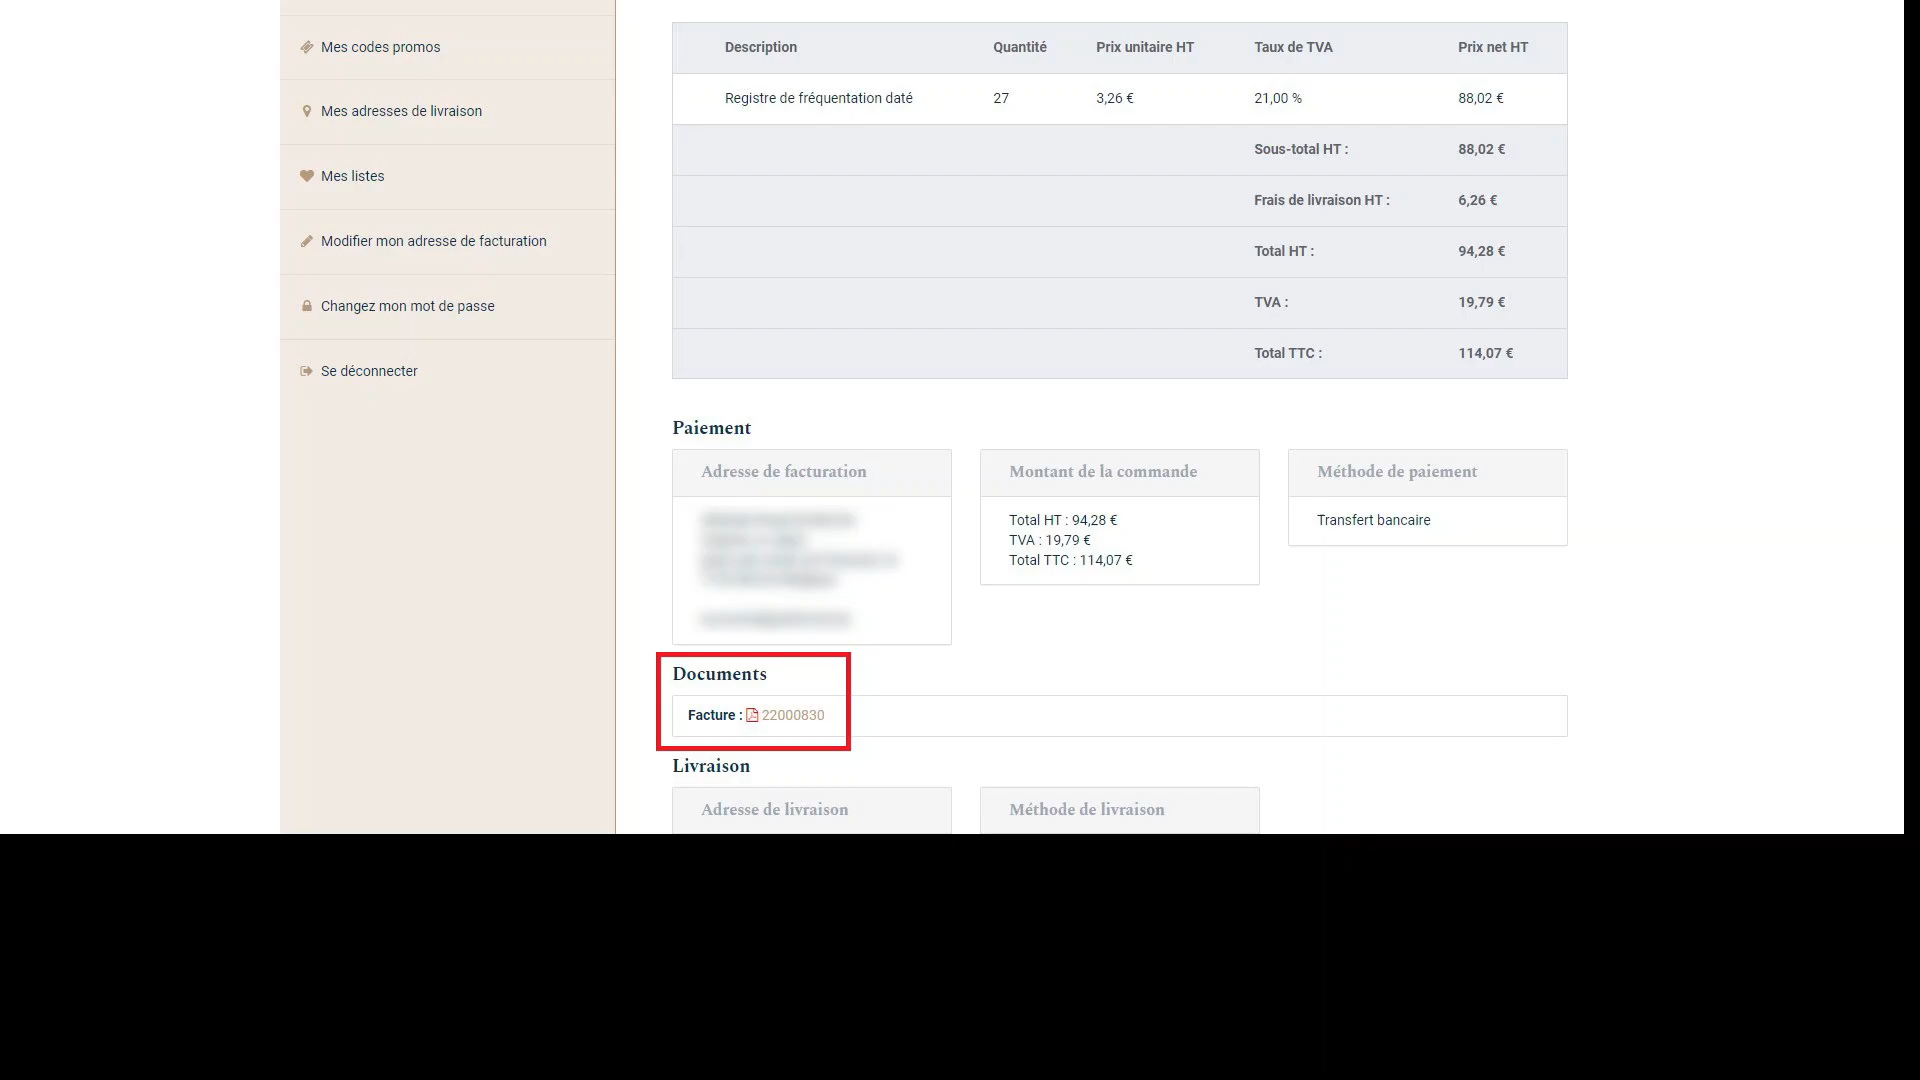 Mes codes promos
Mes adresses de livraison
Mes listes
Modifier mon adresse de facturation
Changez mon mot de passe
Se déconnecter
Description Quantité Prix unitaire HT Taux de TVA Prix net HT
Registre de fréquentation daté 27 3,26 € 21,00 % 88,02 €
Sous-total HT : 88,02 €
Frais de livraison HT : 6,26 €
Total HT : 94,28 €
TVA : 19,79 €
Total TTC : 114,07 €
Paiement
Adresse de facturation
Montant de la commande
Total HT : 94,28 €
TVA : 19,79 €
Total TTC : 114,07 €
Méthode de paiement
Transfert bancaire
Documents
Facture : 22000830
Livraison
Adresse de livraison
Méthode de livraison